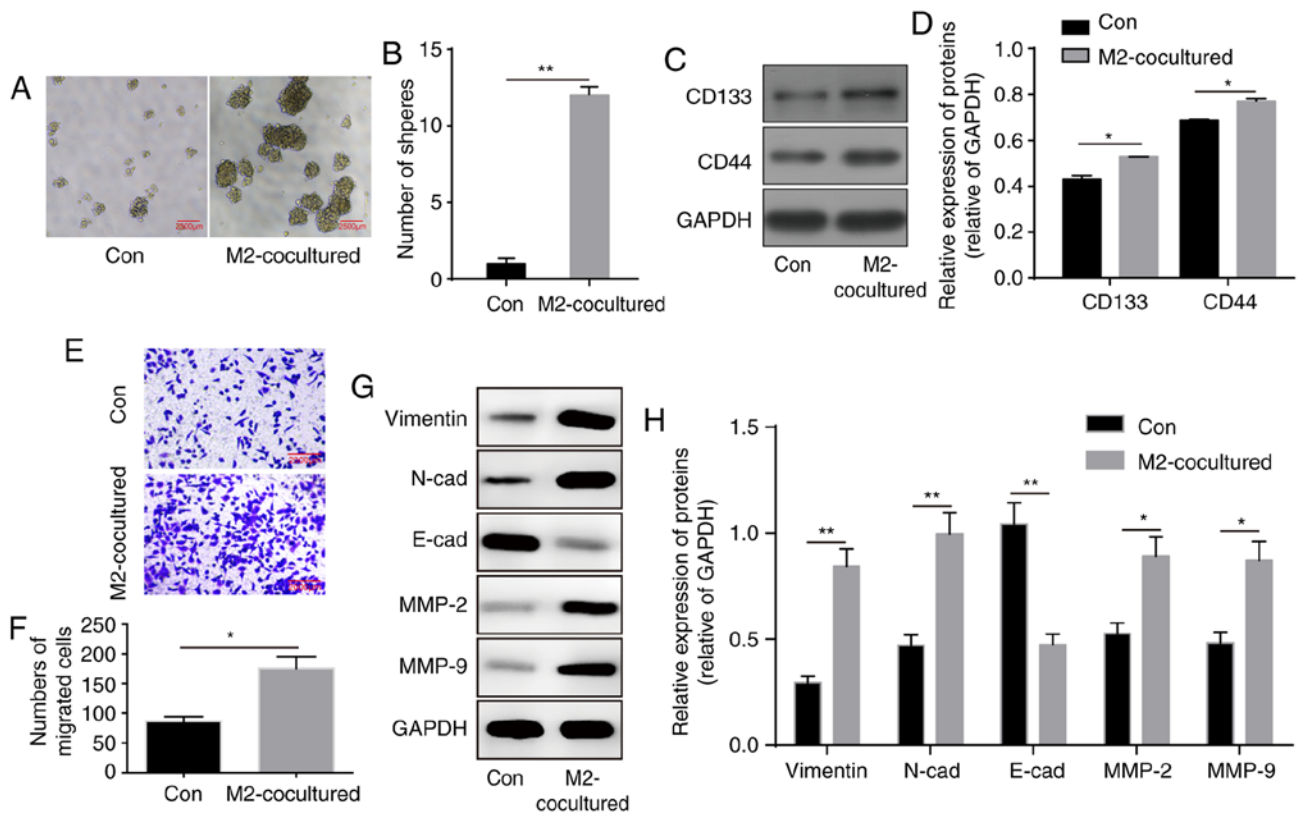 A
2500µm
2500µm
Con
M2-cocultured
B
15
10
5
0
Number of shperes
**
Con
M2-cocultured
C
CD133
CD44
GAPDH
Con
M2-
cocultured
D
Con
M2-cocultured
Relative expression of proteins
(relative of GAPDH)
1.0
0.8
0.6
0.4
0.2
0.0
*
*
CD133
CD44
E
Con
M2-cocultured
F
Numbers of
migrated cells
250
200
150
100
50
0
*
Con
M2-cocultured
G
Vimentin
N-cad
E-cad
MMP-2
MMP-9
GAPDH
Con
M2-
cocultured
H
Con
M2-cocultured
Relative expression of proteins
(relative of GAPDH)
1.5
1.0
0.5
0.0
**
**
**
*
*
Vimentin
N-cad
E-cad
MMP-2
MMP-9